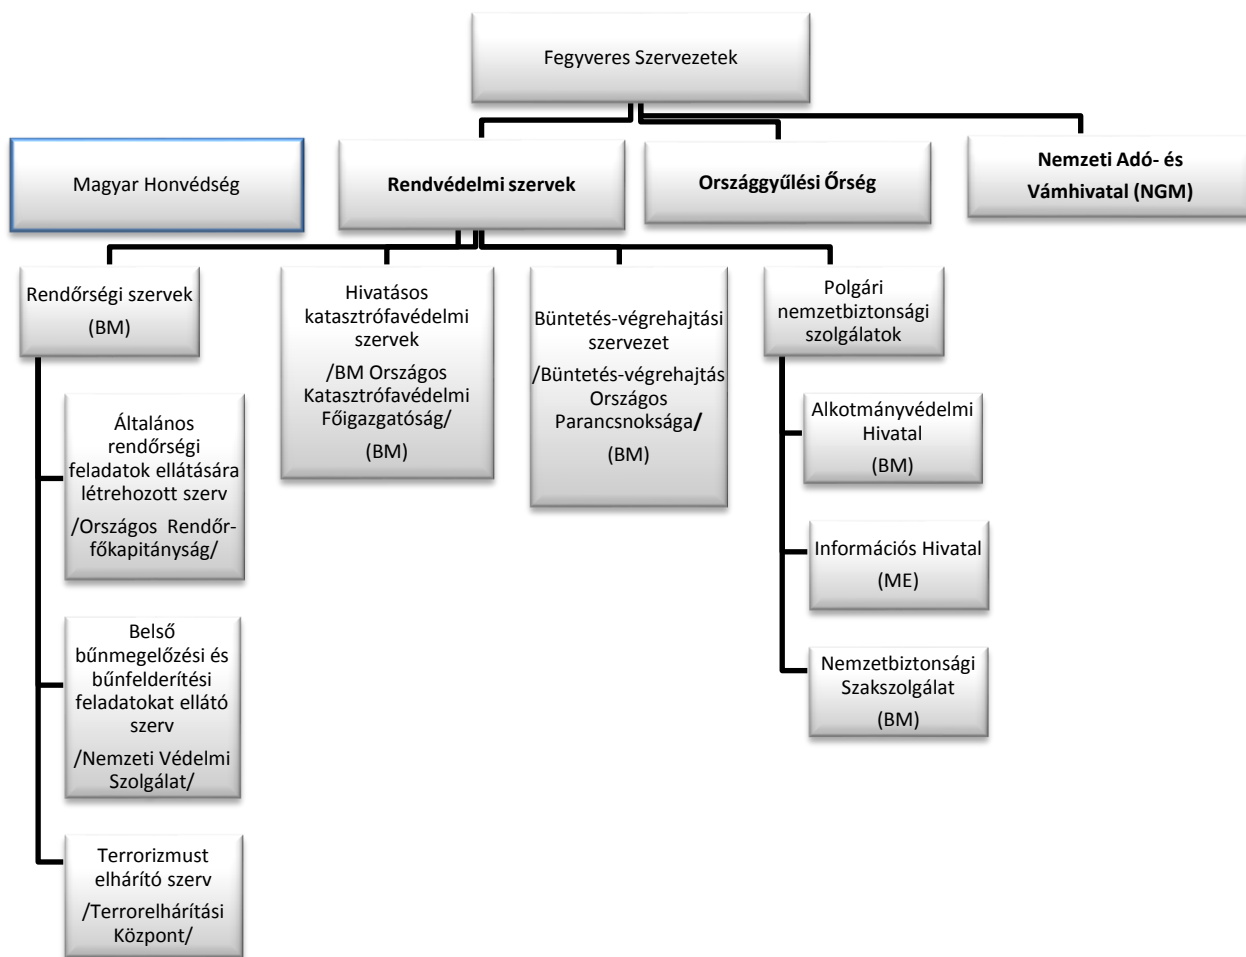 Fegyveres Szervezetek
Magyar Honvédség
Rendvédelmi szervek
Országgyűlési Őrség
Nemzeti Adó- és
Vámhivatal (NGM)
Rendőrségi szervek
(BM)
Hivatásos
katasztrófavédelmi
szervek
/BM Országos
Katasztrófavédelmi
Főigazgatóság/
(BM)
Büntetés-végrehajtási
szervezet
/Büntetés-végrehajtás
Országos
Parancsnoksága/
(BM)
Polgári
nemzetbiztonsági
szolgálatok
Általános
rendőrségi
feladatok ellátására
létrehozott szerv
/Országos Rendőr-
főkapitányság/
Belső
bűnmegelőzési és
bűnfelderítési
feladatokat ellátó
szerv
/Nemzeti Védelmi
Szolgálat/
Terrorizmust
elhárító szerv
/Terrorelhárítási
Központ/
Alkotmányvédelmi
Hivatal
(BM)
Információs Hivatal
(ME)
Nemzetbiztonsági
Szakszolgálat
(BM)